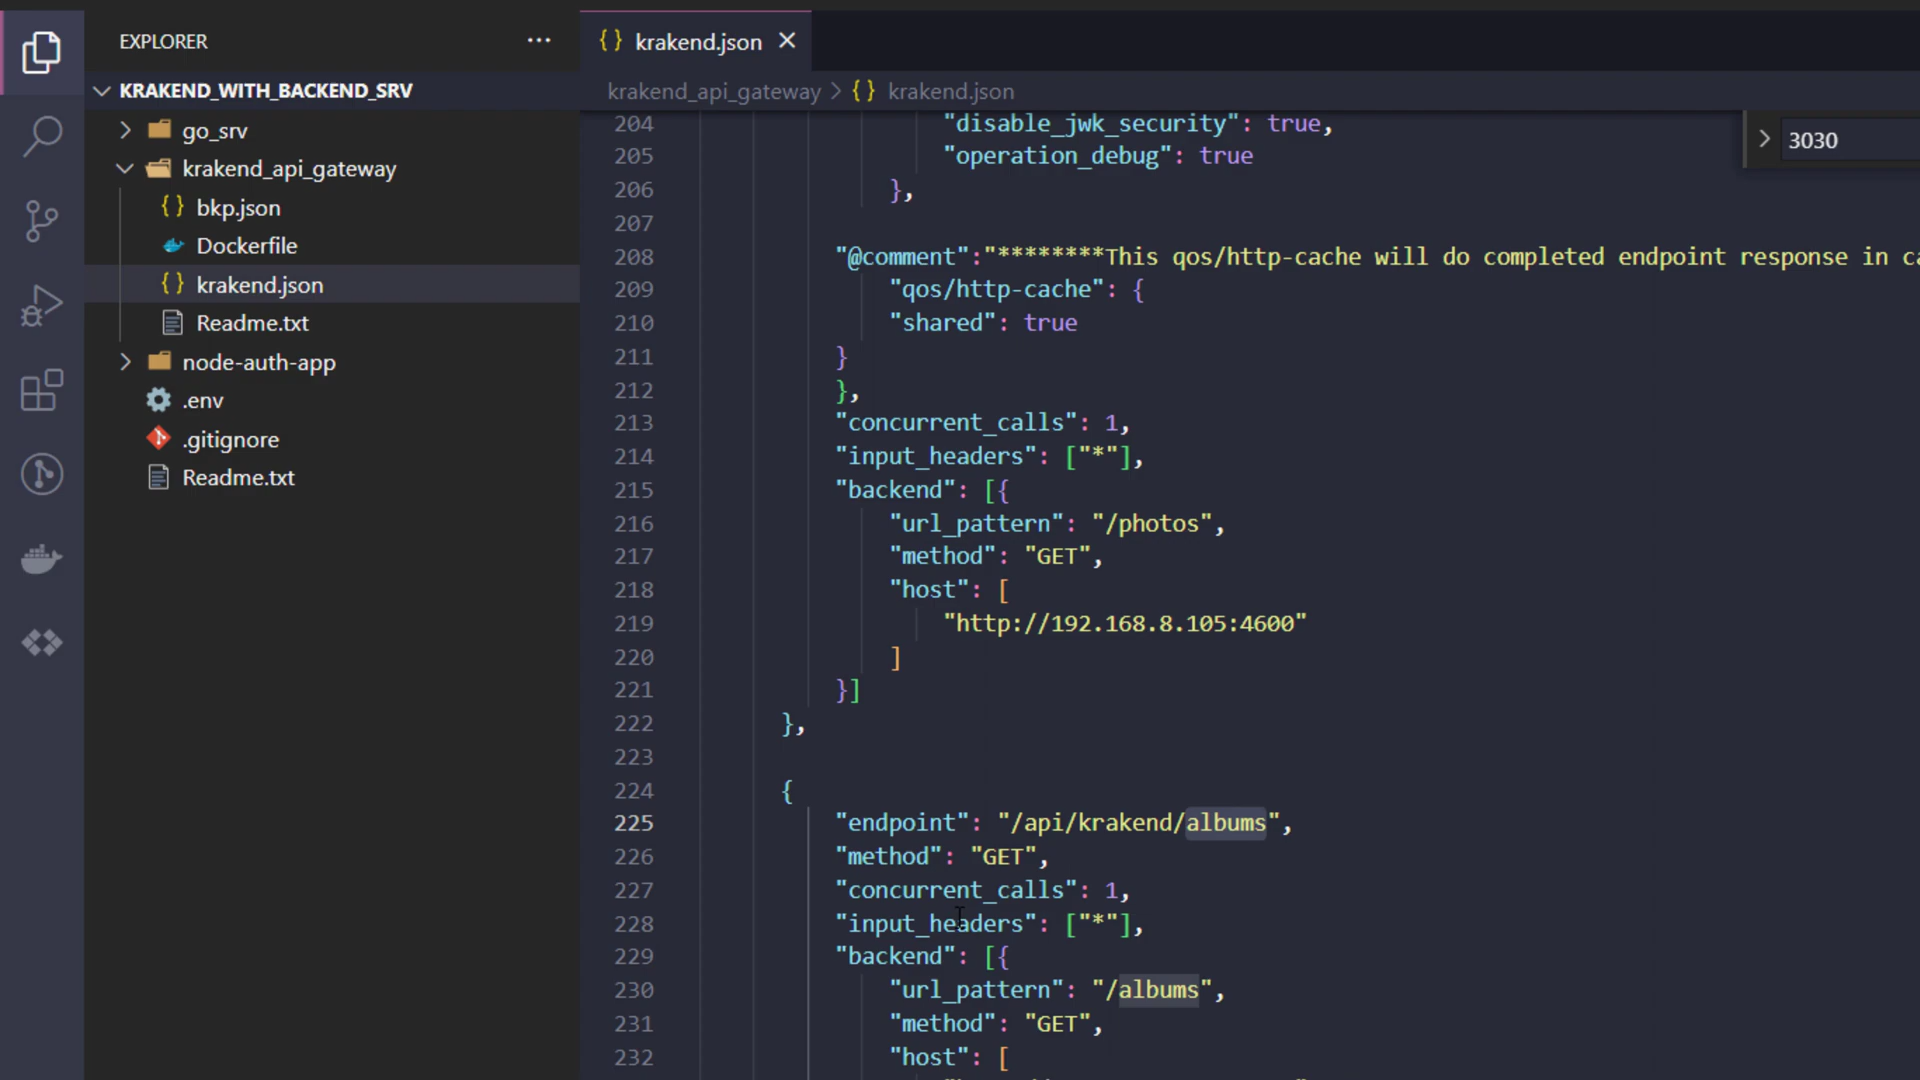 EXPLORER
KRAKEND_WITH_BACKEND_SRV
go_srv
krakend_api_gateway
bkp.json
Dockerfile
krakend.json
Readme.txt
node-auth-app
.env
.gitignore
Readme.txt
krakend.json
krakend_api_gateway > {} krakend.json
3030
204 "disable_jwk_security": true,
205 "operation_debug": true
206 },
207
208 "@comment":"********This qos/http-cache will do completed endpoint response in ca
209 "qos/http-cache": {
210 "shared": true
211 }
212 },
213 "concurrent_calls": 1,
214 "input_headers": ["*"],
215 "backend": [{
216 "url_pattern": "/photos",
217 "method": "GET",
218 "host": [
219 "http://192.168.8.105:4600"
220 ]
221 }]
222 },
223
224 {
225 "endpoint": "/api/krakend/albums",
226 "method": "GET",
227 "concurrent_calls": 1,
228 "input_headers": ["*"],
229 "backend": [{
230 "url_pattern": "/albums",
231 "method": "GET",
232 "host": [